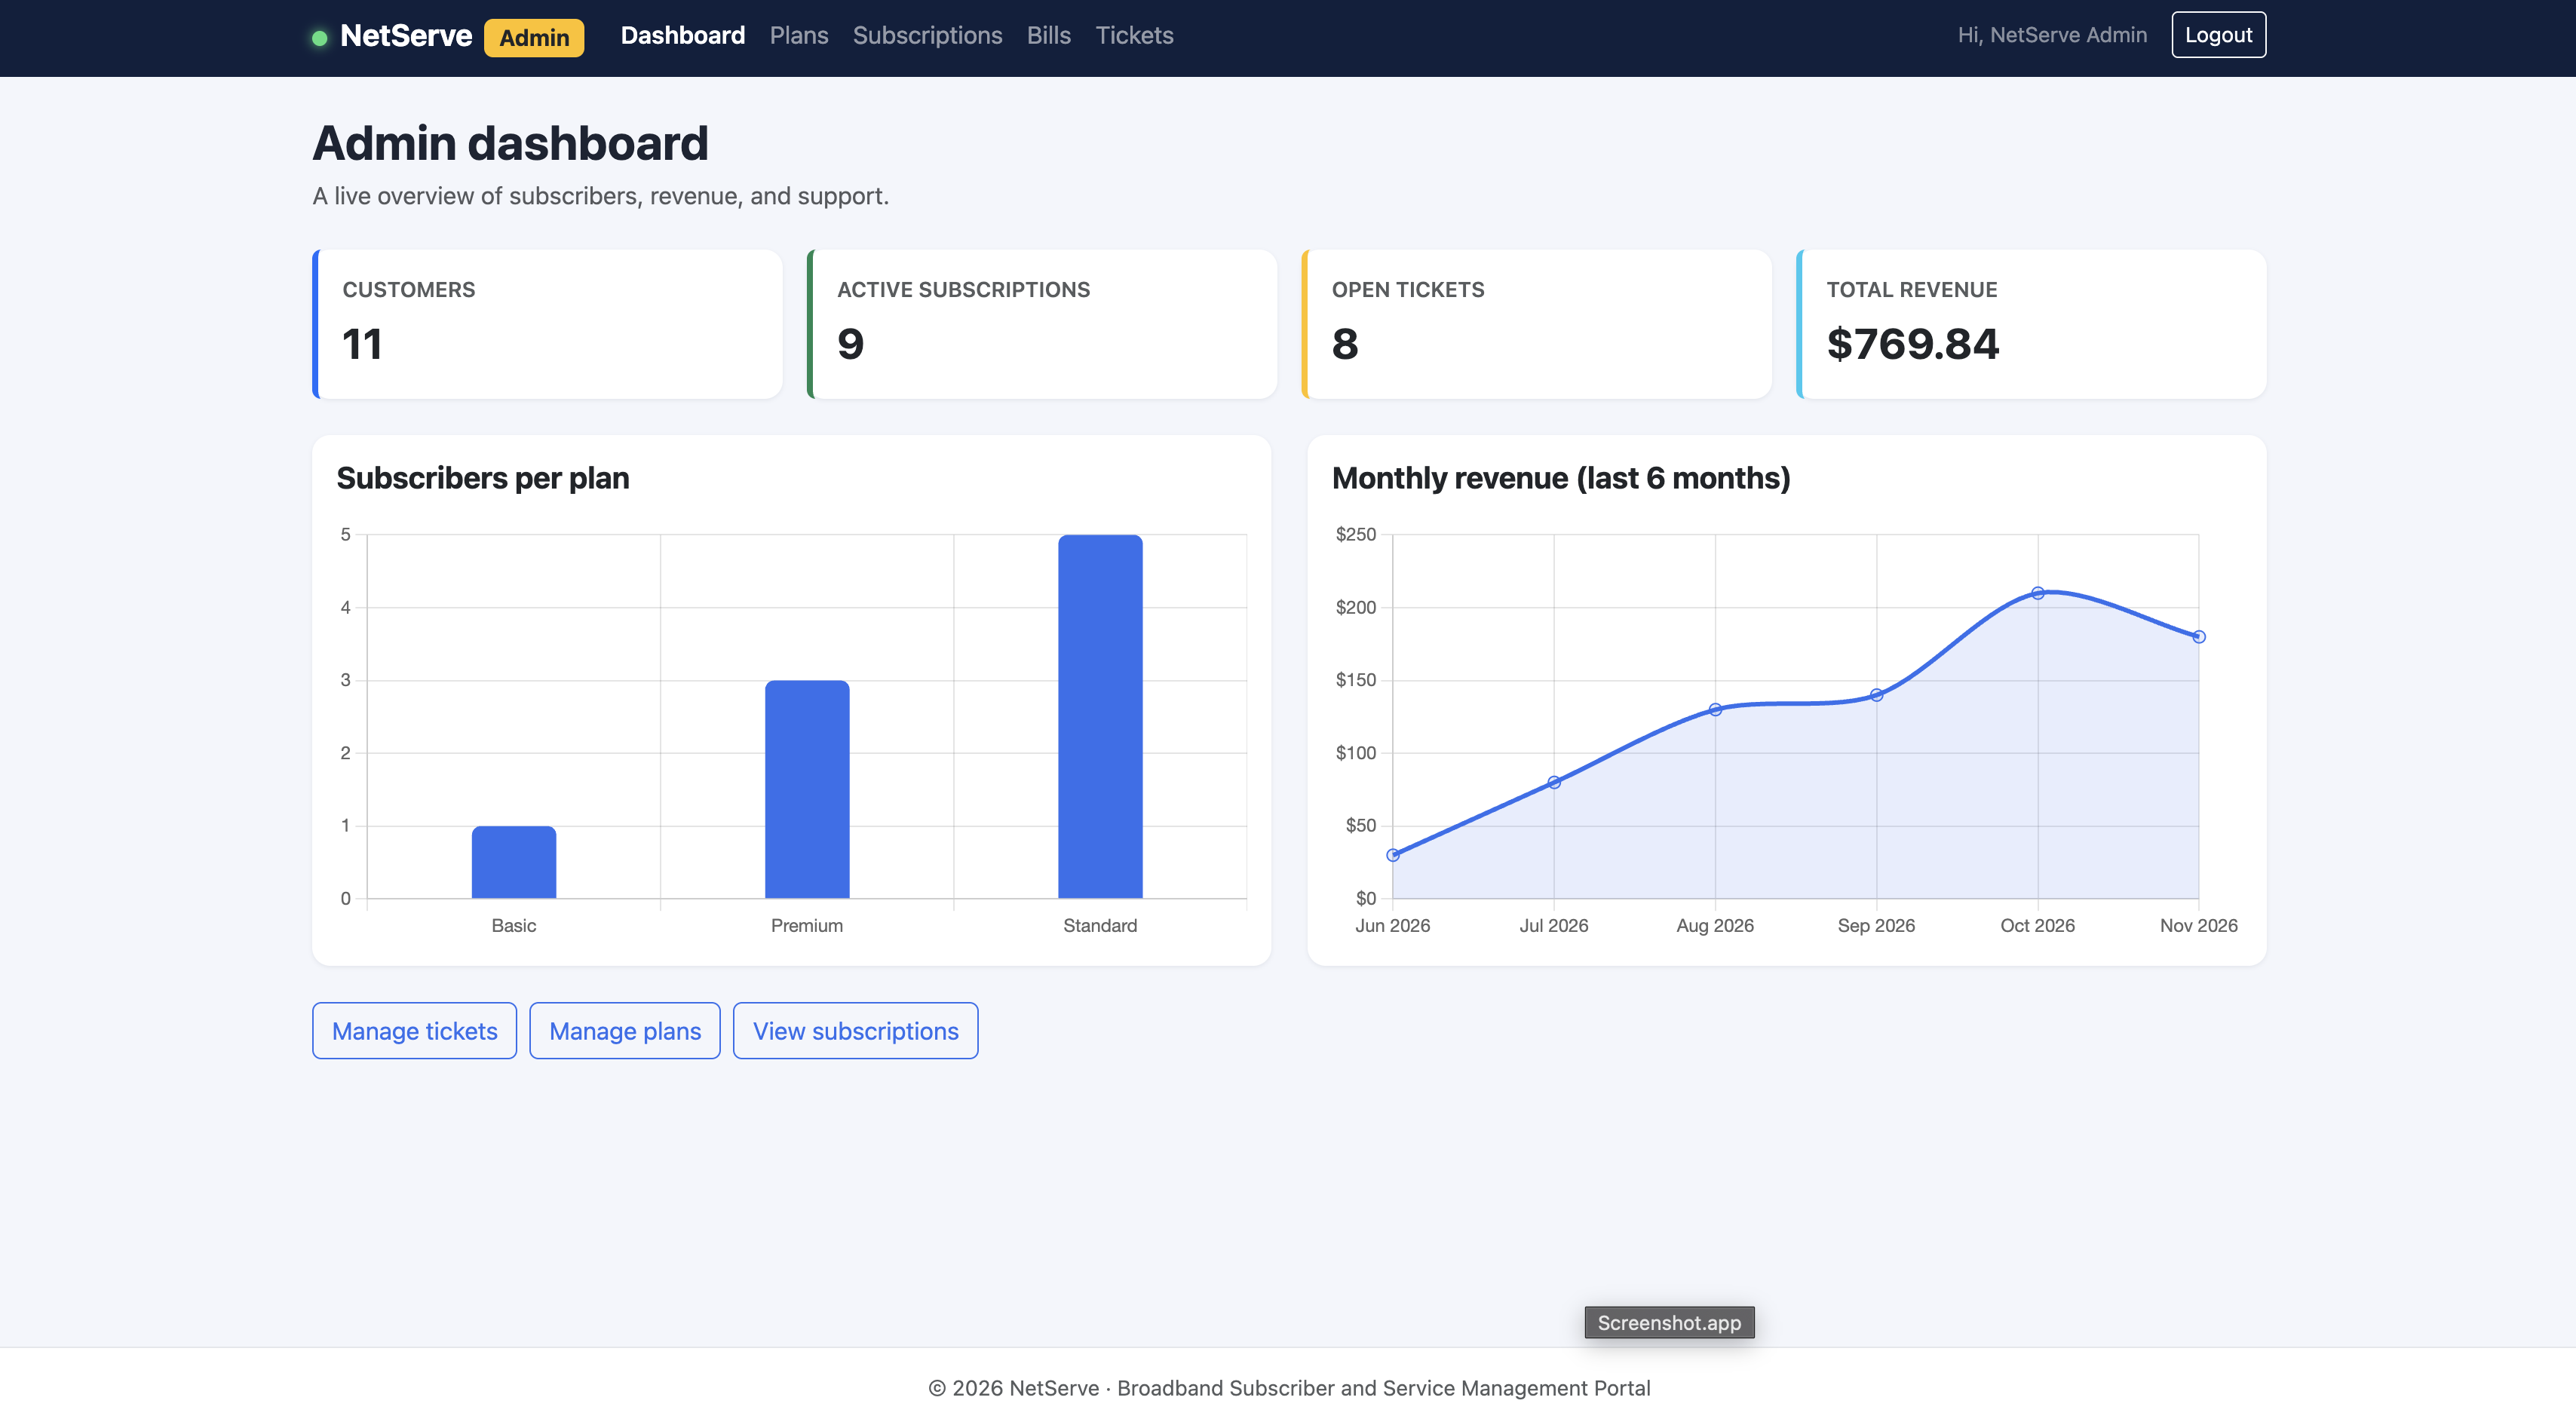 NetServe Admin Dashboard Plans Subscriptions Bills Tickets Hi, NetServe Admin Logout
Admin dashboard
A live overview of subscribers, revenue, and support.
CUSTOMERS
11
ACTIVE SUBSCRIPTIONS
9
OPEN TICKETS
8
TOTAL REVENUE
$769.84
Subscribers per plan
5
4
3
2
1
0
Basic Premium Standard
Monthly revenue (last 6 months)
$250
$200
$150
$100
$50
$0
Jun 2026 Jul 2026 Aug 2026 Sep 2026 Oct 2026 Nov 2026
Manage tickets Manage plans View subscriptions
Screenshot.app
© 2026 NetServe · Broadband Subscriber and Service Management Portal